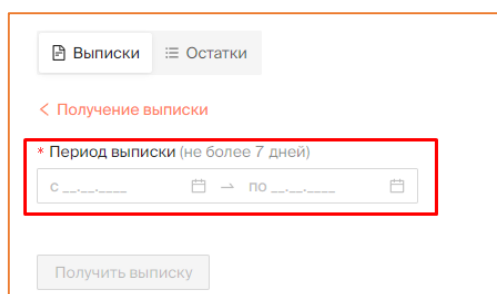 Выписки Остатки
< Получение выписки
* Период выписки (не более 7 дней)
с __.__.____ → по __.__.____
Получить выписку